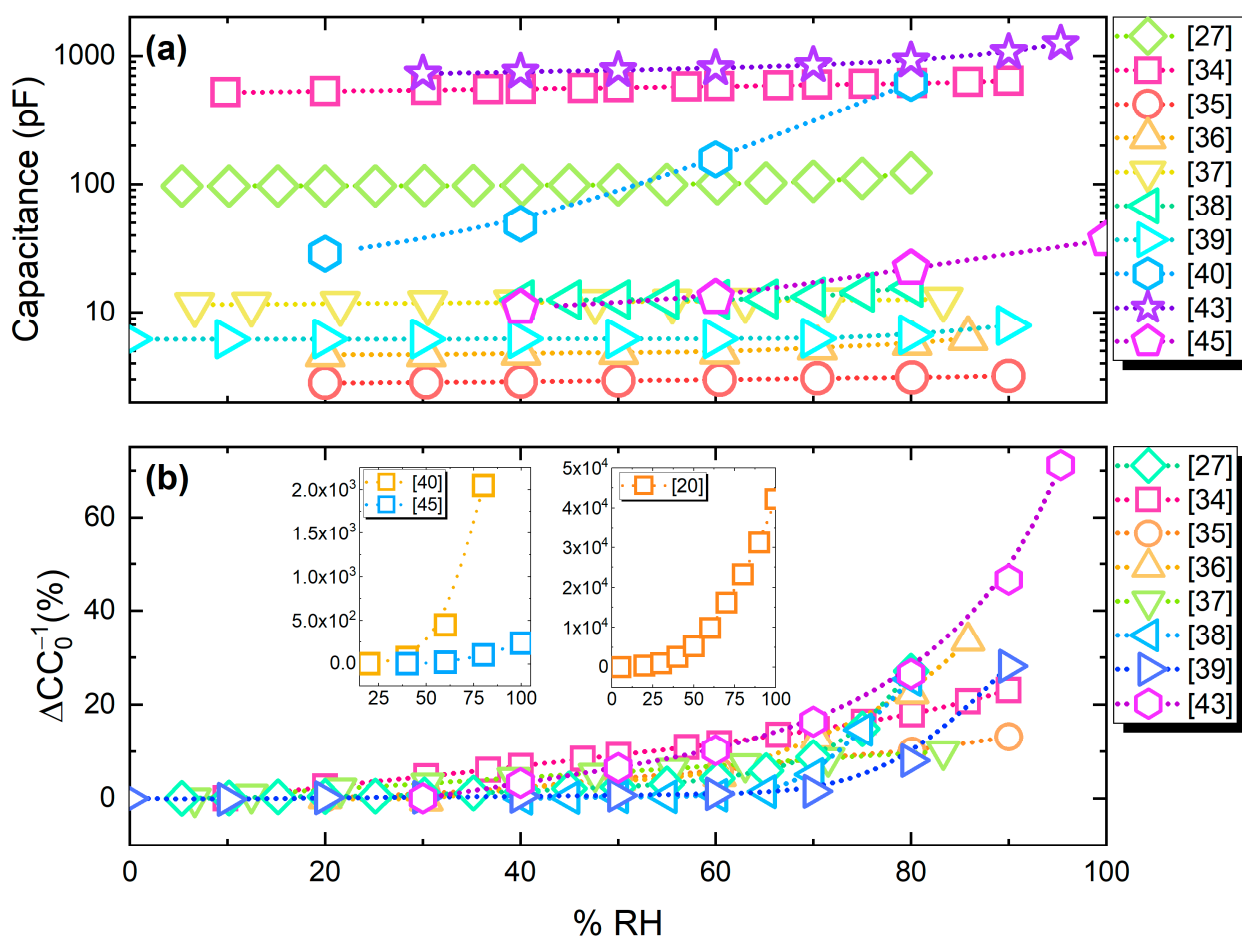 (a)
Capacitance (pF)
1000
100
10
[27]
[34]
[35]
[36]
[37]
[38]
[39]
[40]
[43]
[45]
(b)
ΔCC₀⁻¹(%)
60
40
20
0
[40]
[45]
2.0x10³
1.5x10³
1.0x10³
5.0x10²
0.0
25 50 75 100
[20]
5x10⁴
4x10⁴
3x10⁴
2x10⁴
1x10⁴
0
0 25 50 75 100
[27]
[34]
[35]
[36]
[37]
[38]
[39]
[43]
0 20 40 60 80 100
% RH